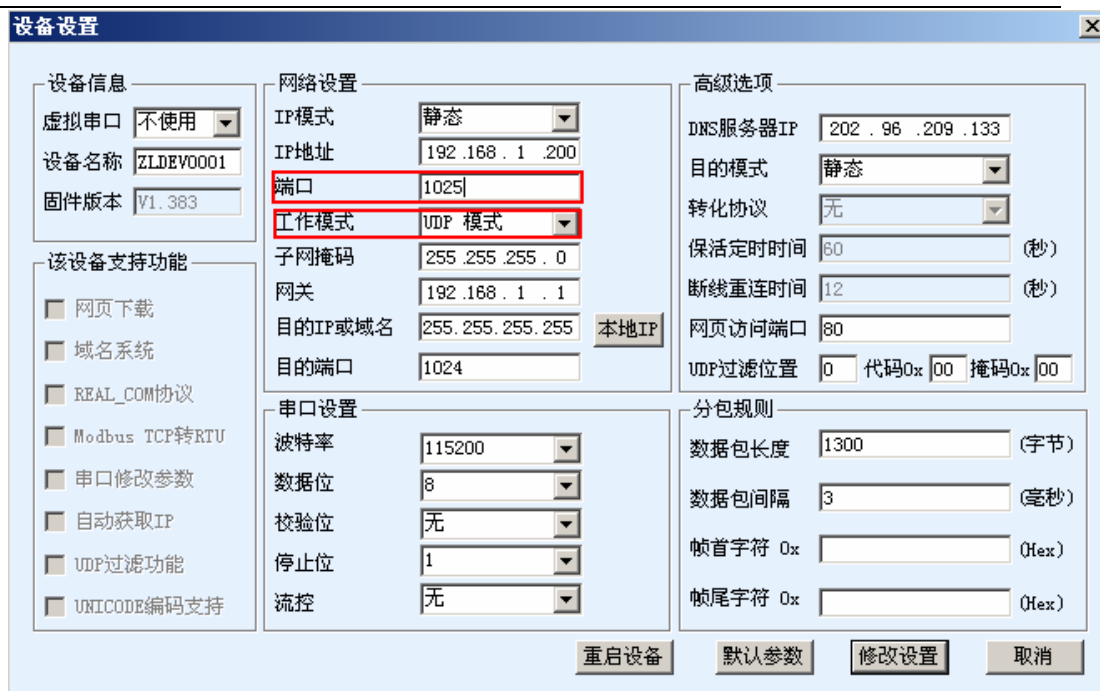 设备设置
设备信息
虚拟串口 不使用
设备名称 ZLDEV0001
固件版本 V1.383
该设备支持功能
网页下载
域名系统
REAL_COM协议
Modbus TCP转RTU
串口修改参数
自动获取IP
UDP过滤功能
UNICODE编码支持
网络设置
IP模式 静态
IP地址 192 .168 . 1 .200
端口 1025
工作模式 UDP 模式
子网掩码 255 .255 .255 . 0
网关 192 .168 . 1 . 1
目的IP或域名 255.255.255.255 本地IP
目的端口 1024
串口设置
波特率 115200
数据位 8
校验位 无
停止位 1
流控 无
高级选项
DNS服务器IP 202 . 96 .209 .133
目的模式 静态
转化协议 无
保活定时时间 60 (秒)
断线重连时间 12 (秒)
网页访问端口 80
UDP过滤位置 0 代码0x 00 掩码0x 00
分包规则
数据包长度 1300 (字节)
数据包间隔 3 (毫秒)
帧首字符 0x (Hex)
帧尾字符 0x (Hex)
重启设备 默认参数 修改设置 取消